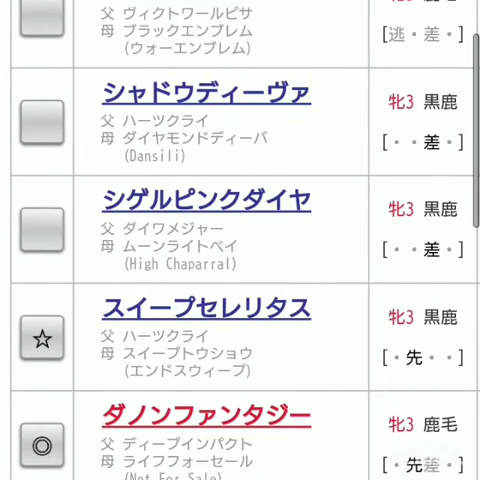 父 ヴィクトワールピサ
母 ブラックエンブレム
(ウォーエンブレム)
[逃・差・]
シャドウディーヴァ
牝3 黒鹿
父 ハーツクライ
母 ダイヤモンドディーバ
(Dansili)
[・・差・]
シゲルピンクダイヤ
牝3 黒鹿
父 ダイワメジャー
母 ムーンライトベイ
(High Chaparral)
[・・差・]
☆
スイープセレリタス
牝3 黒鹿
父 ハーツクライ
母 スイープトウショウ
(エンドスウィープ)
[・先・・]
◎
ダノンファンタジー
牝3 鹿毛
父 ディープインパクト
母 ライフフォーセール
(Not For Sale)
[・先差・]